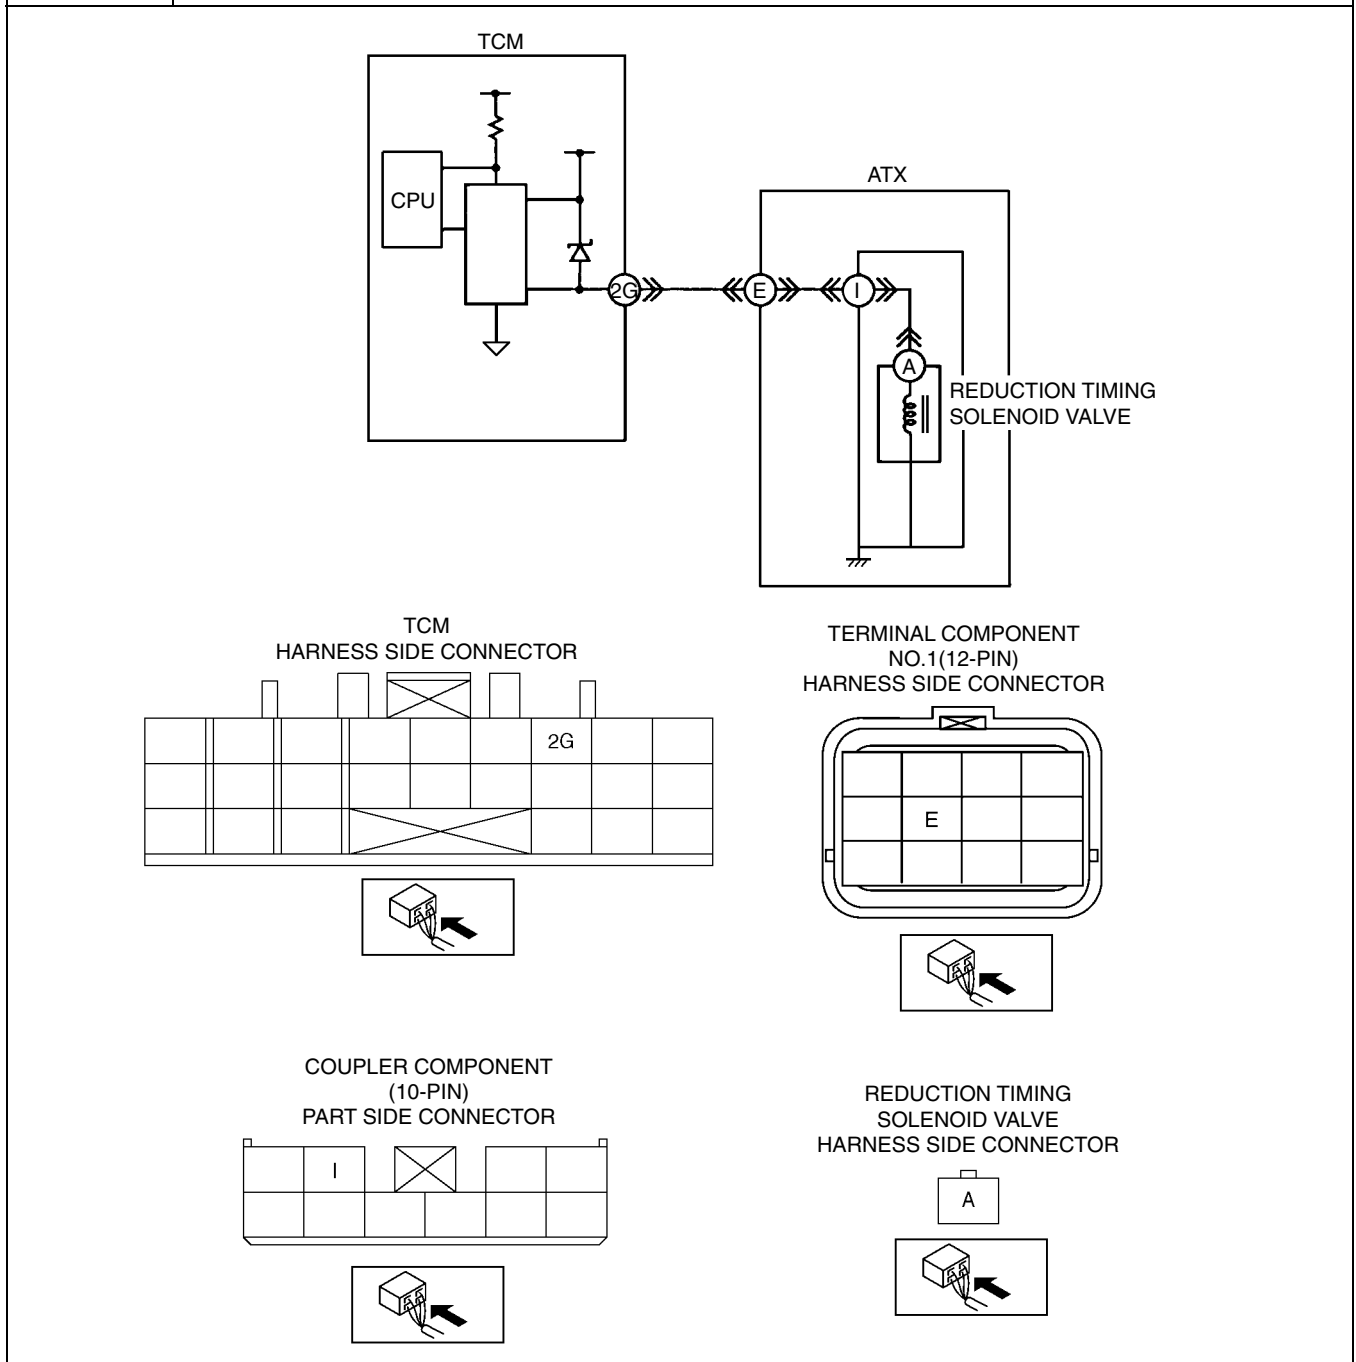 TCM
CPU
2G
ATX
E
I
A
REDUCTION TIMING
SOLENOID VALVE
TCM
HARNESS SIDE CONNECTOR
2G
TERMINAL COMPONENT
NO.1(12-PIN)
HARNESS SIDE CONNECTOR
E
COUPLER COMPONENT
(10-PIN)
PART SIDE CONNECTOR
I
REDUCTION TIMING
SOLENOID VALVE
HARNESS SIDE CONNECTOR
A